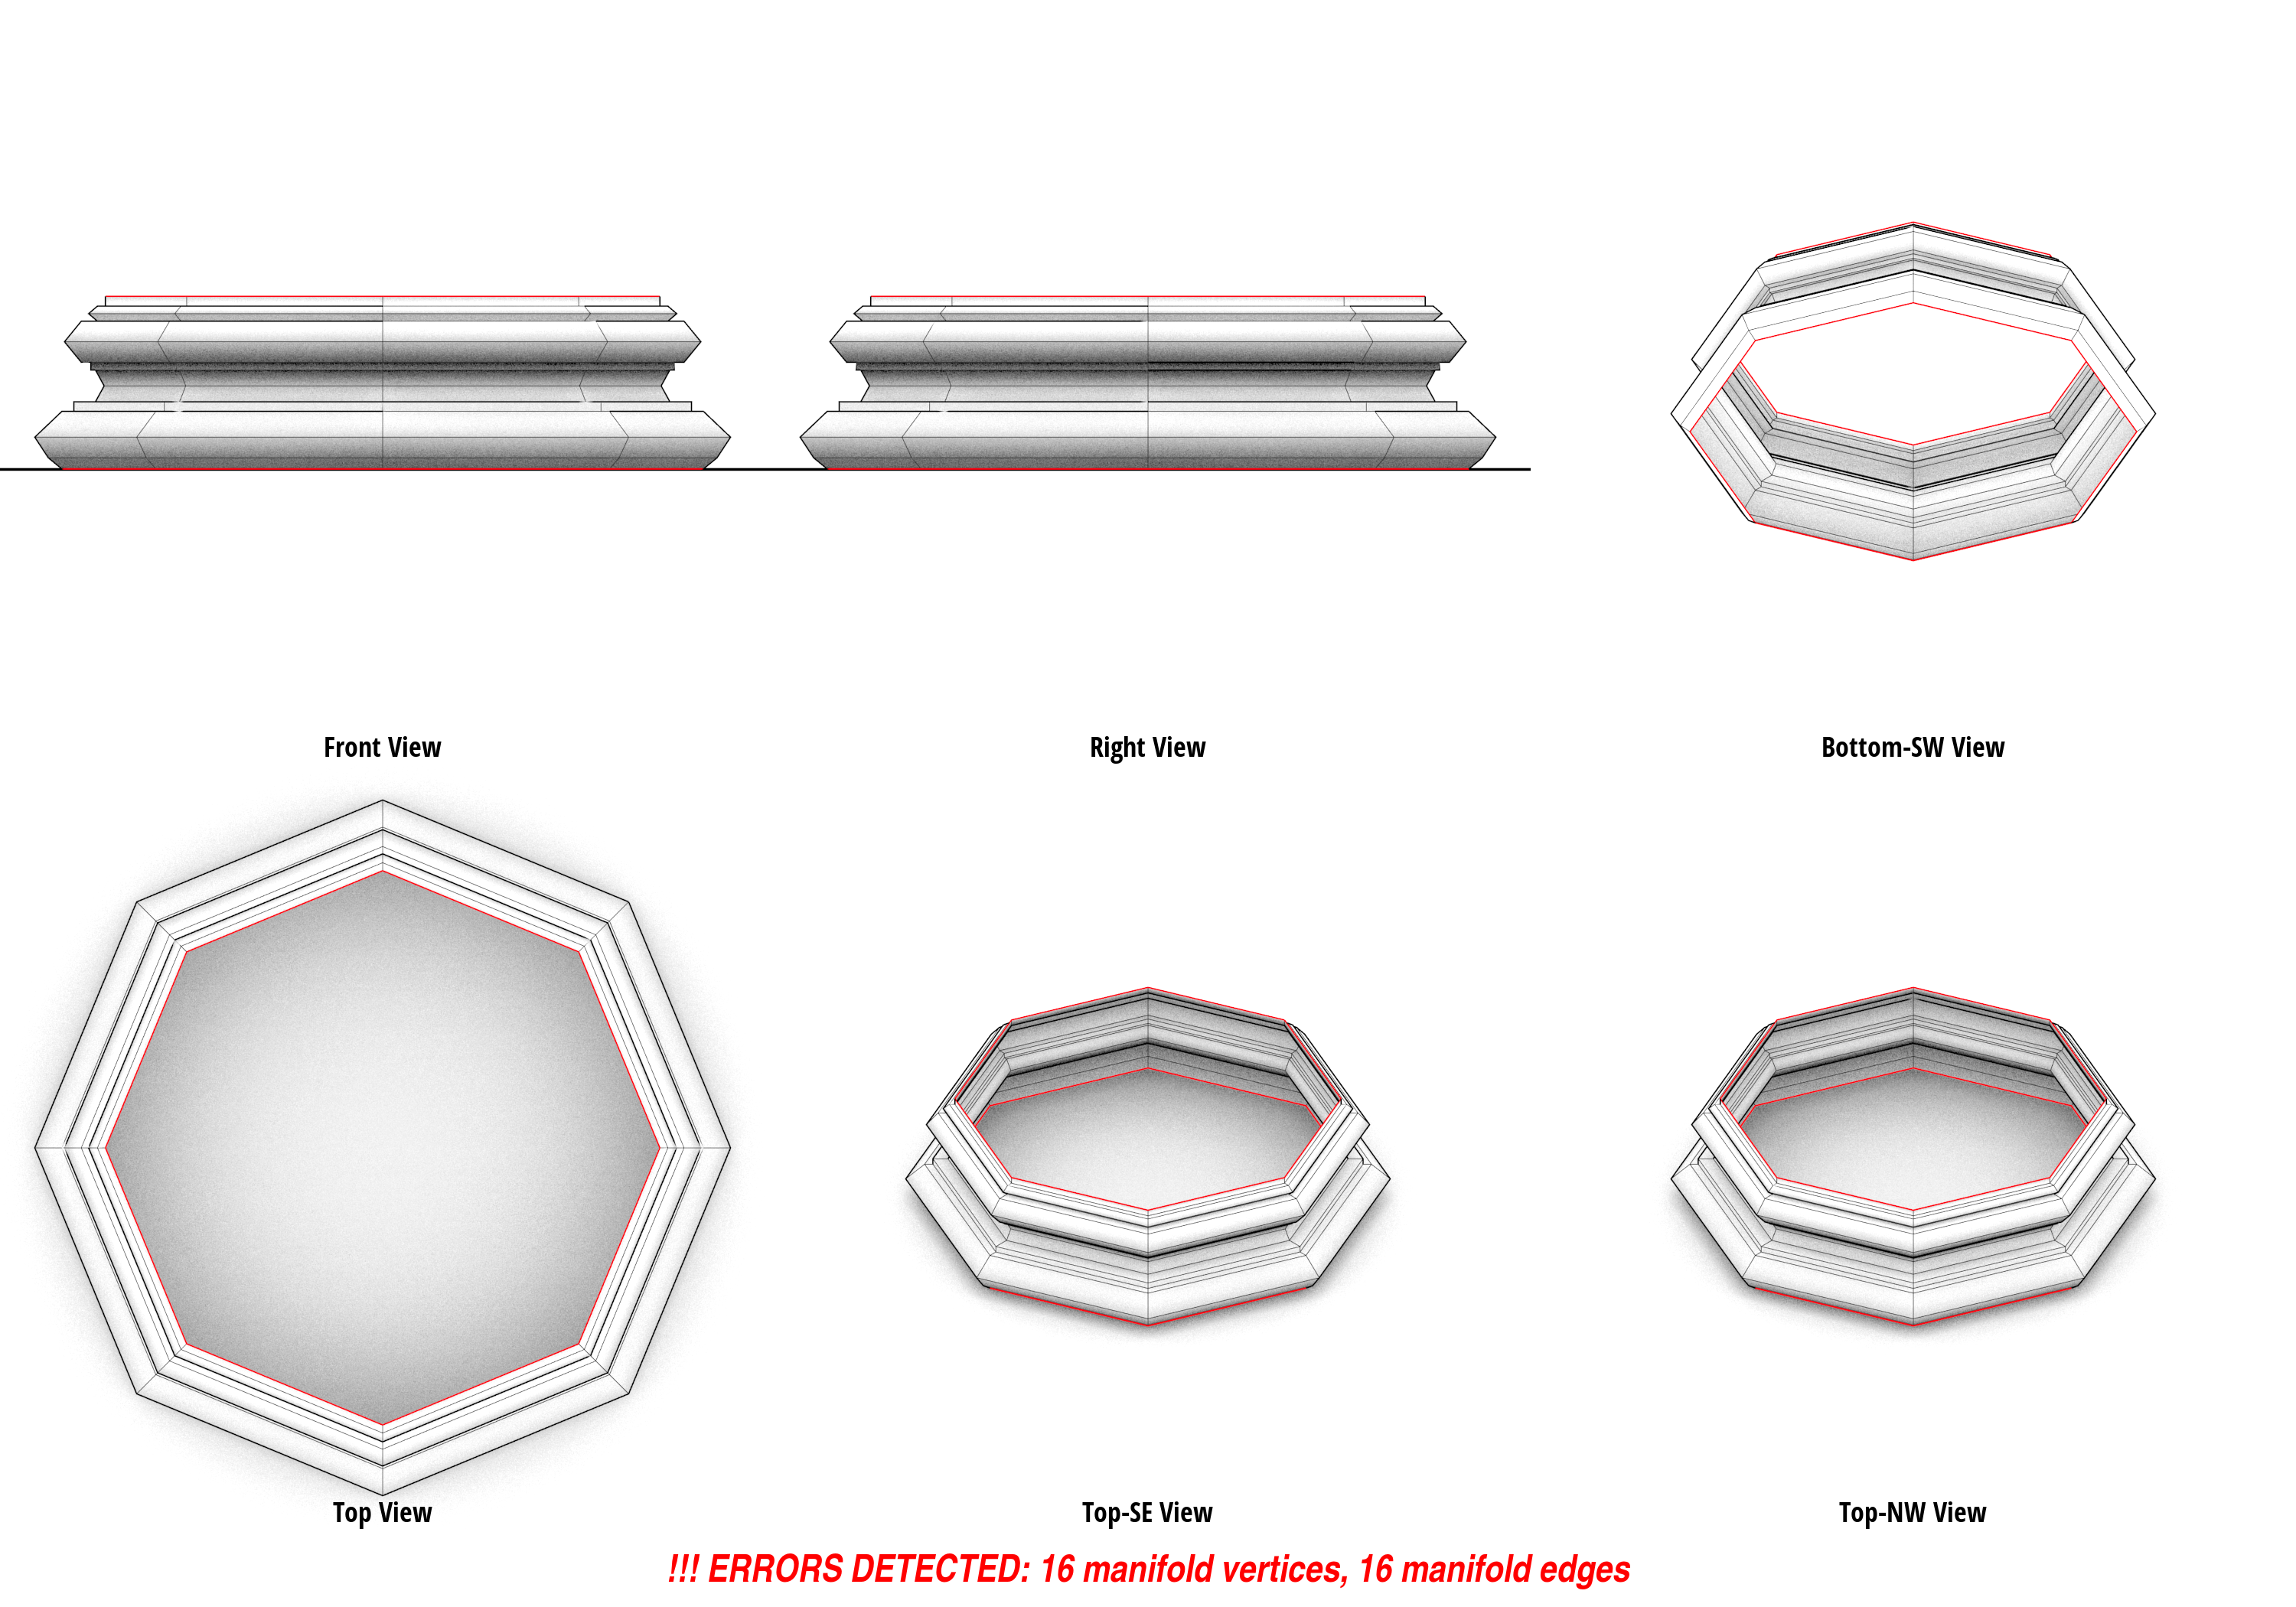 Front View
Right View
Bottom-SW View
Top View
Top-SE View
Top-NW View
!!! ERRORS DETECTED: 16 manifold vertices, 16 manifold edges